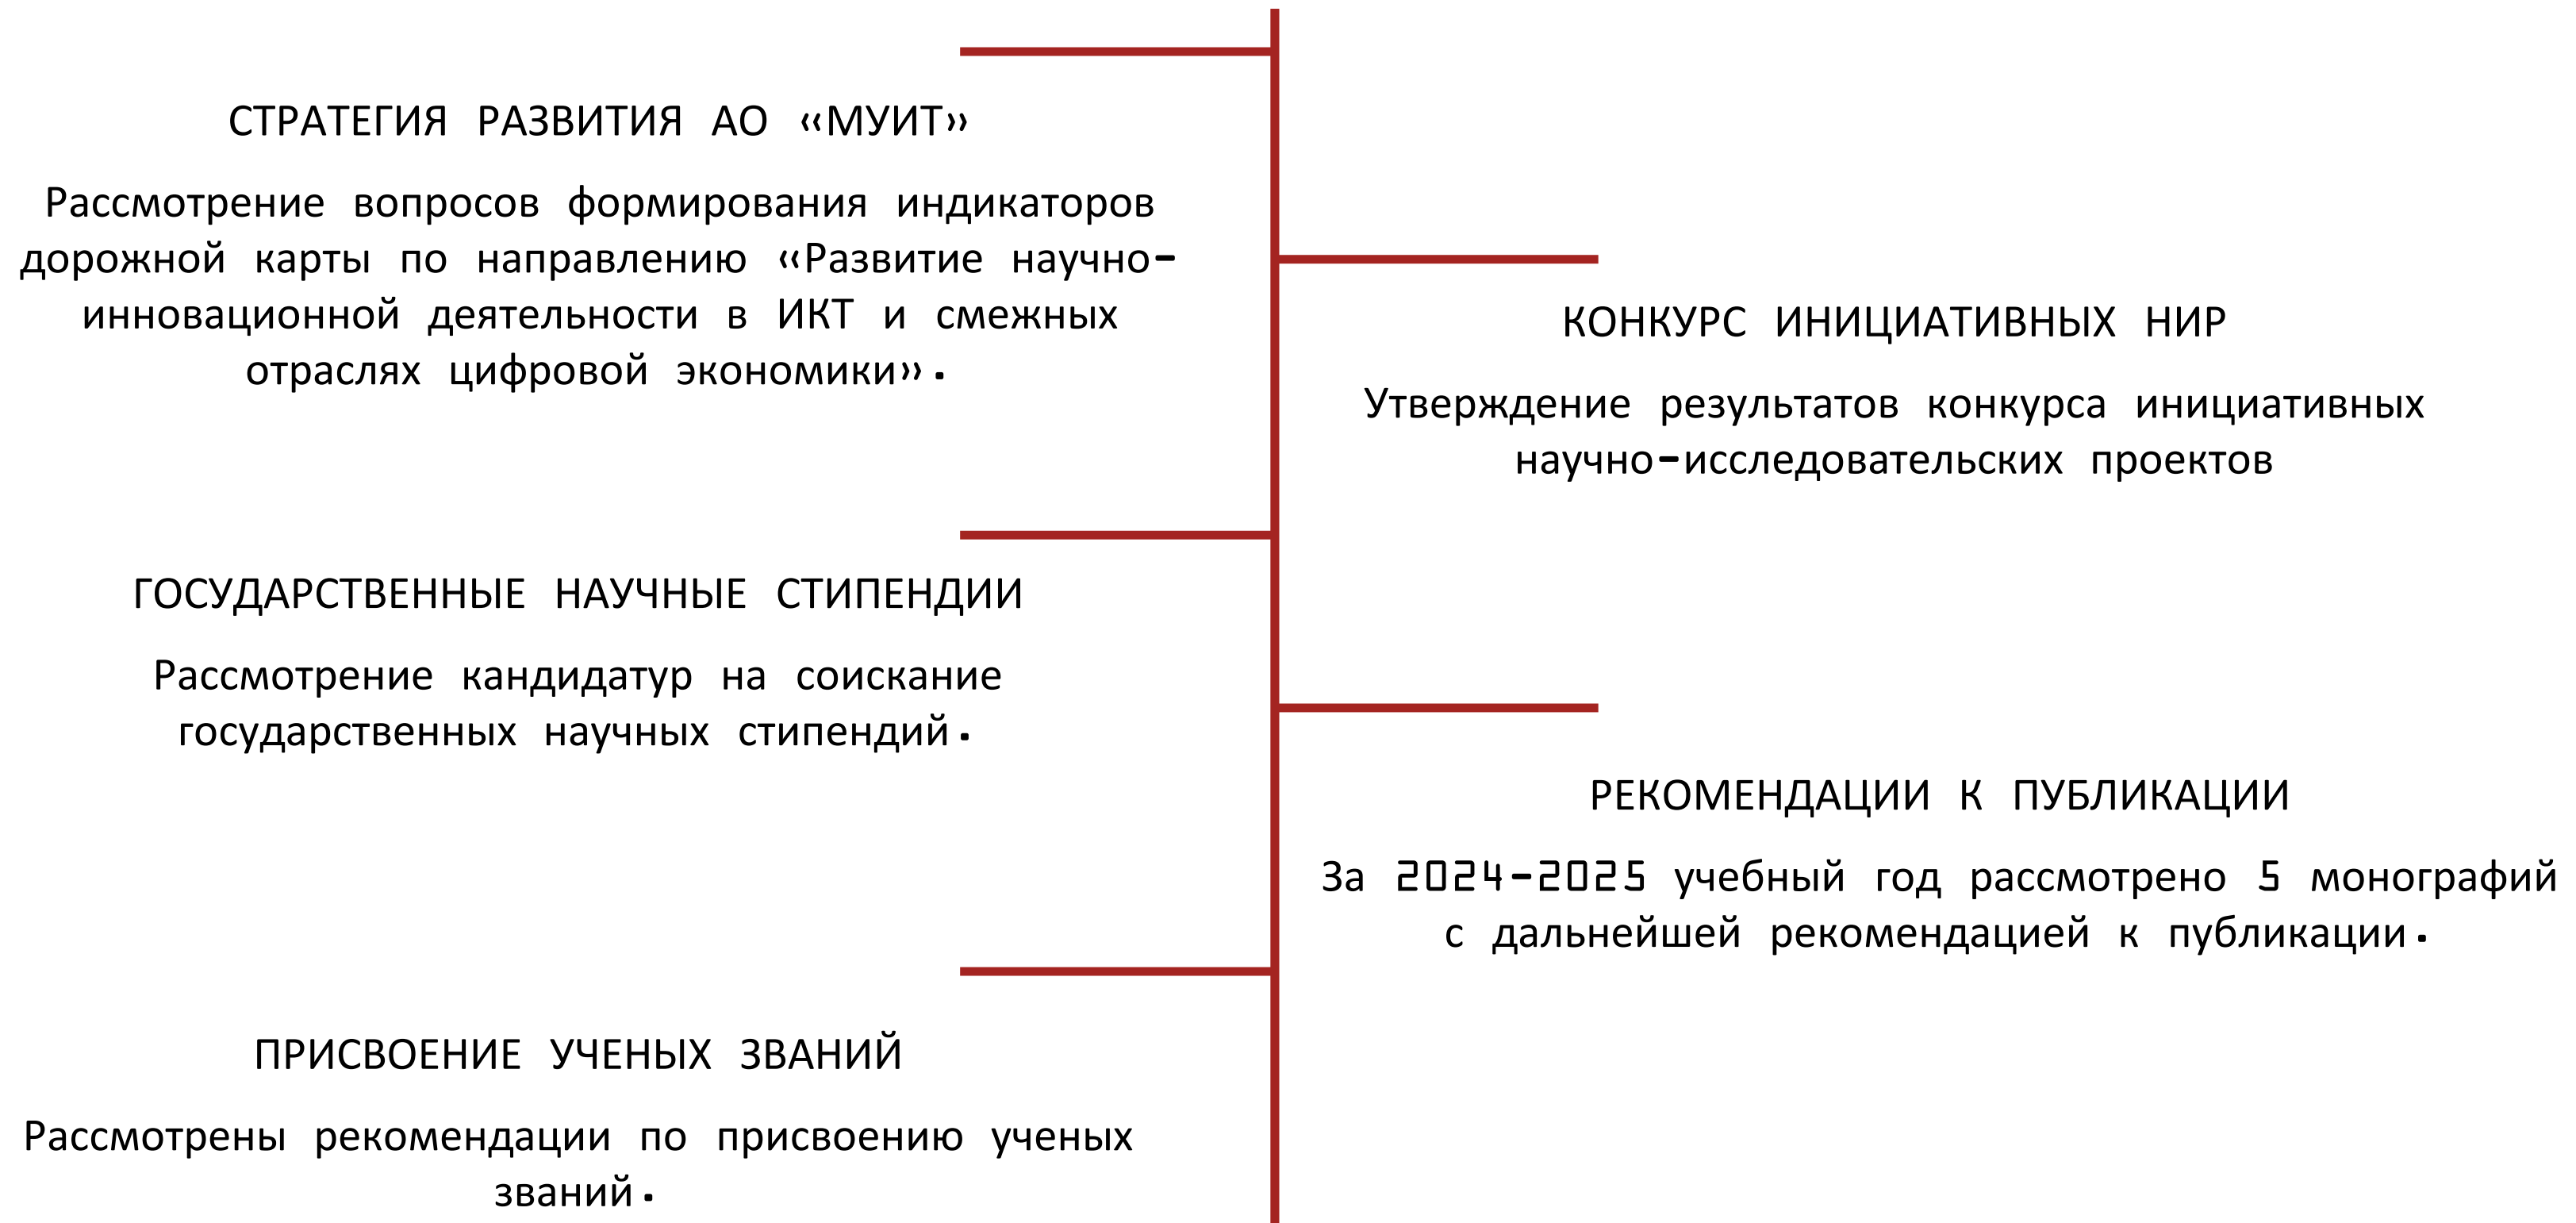 СТРАТЕГИЯ РАЗВИТИЯ АО «МУИТ»
Рассмотрение вопросов формирования индикаторов
дорожной карты по направлению «Развитие научно-
инновационной деятельности в ИКТ и смежных
отраслях цифровой экономики».
КОНКУРС ИНИЦИАТИВНЫХ НИР
Утверждение результатов конкурса инициативных
научно-исследовательских проектов
ГОСУДАРСТВЕННЫЕ НАУЧНЫЕ СТИПЕНДИИ
Рассмотрение кандидатур на соискание
государственных научных стипендий.
РЕКОМЕНДАЦИИ К ПУБЛИКАЦИИ
За 2024-2025 учебный год рассмотрено 5 монографий
с дальнейшей рекомендацией к публикации.
ПРИСВОЕНИЕ УЧЕНЫХ ЗВАНИЙ
Рассмотрены рекомендации по присвоению ученых
званий.